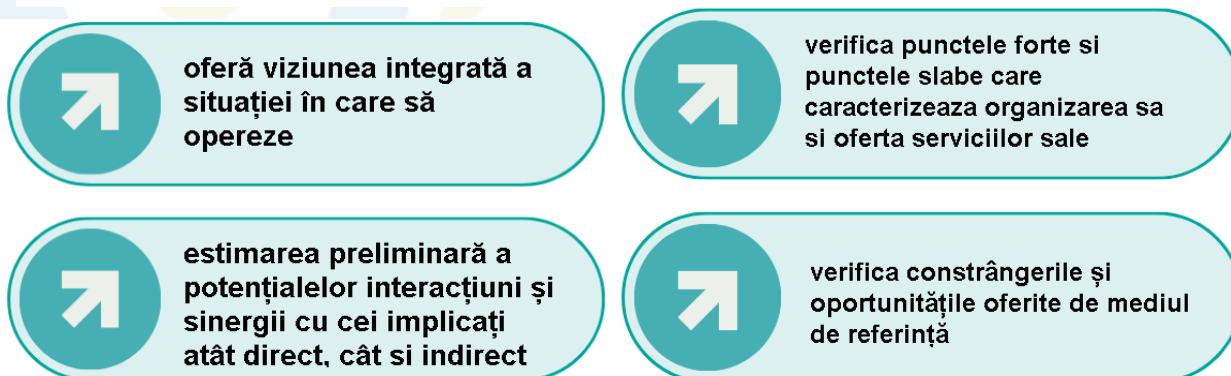 oferă viziunea integrată a
situației în care să
opereze
verifica punctele forte si
punctele slabe care
caracterizeaza organizarea sa
si oferta serviciilor sale
estimarea preliminară a
potențialelor interacțiuni și
sinergii cu cei implicați
atât direct, cât si indirect
verifica constrângerile și
oportunitățile oferite de mediul
de referință